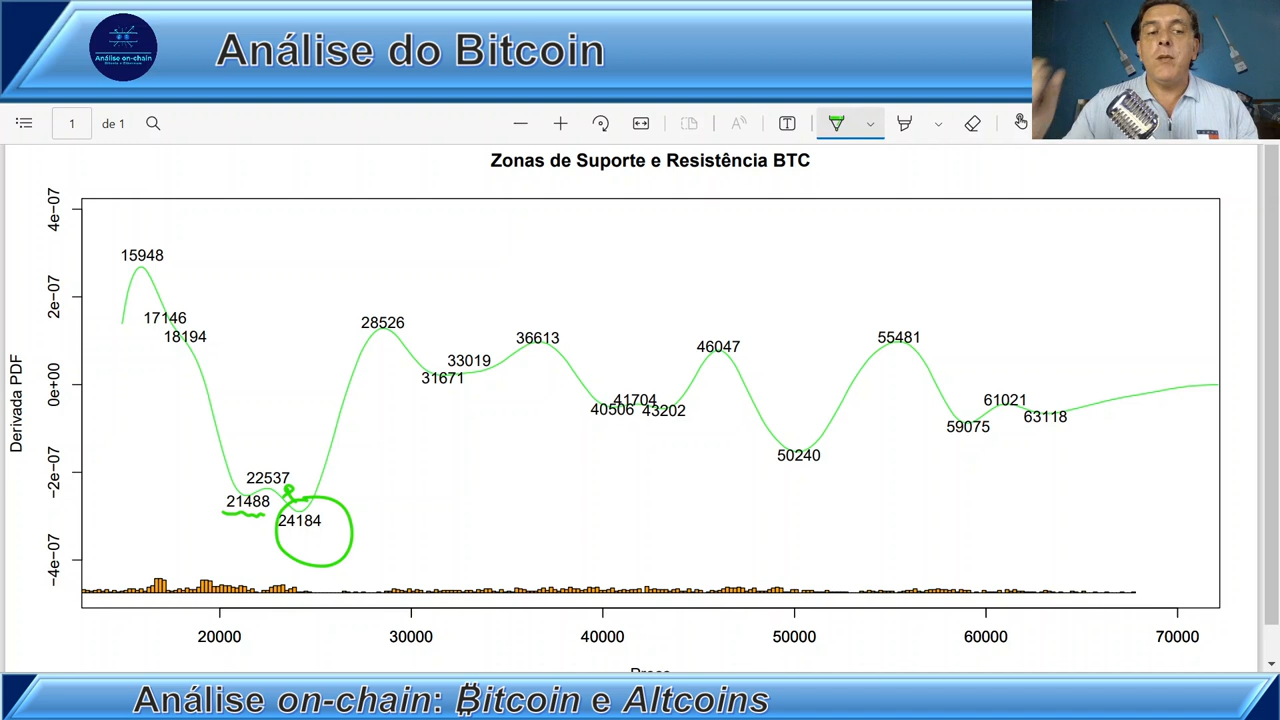 Análise do Bitcoin
Análise on-chain
1 de 1
Zonas de Suporte e Resistência BTC
Derivada PDF
4e-07
2e-07
0e+00
-2e-07
-4e-07
15948
17146
18194
21488
22537
24184
28526
31671
33019
36613
40506
41704
43202
46047
50240
55481
59075
61021
63118
20000 30000 40000 50000 60000 70000
Análise on-chain: Bitcoin e Altcoins